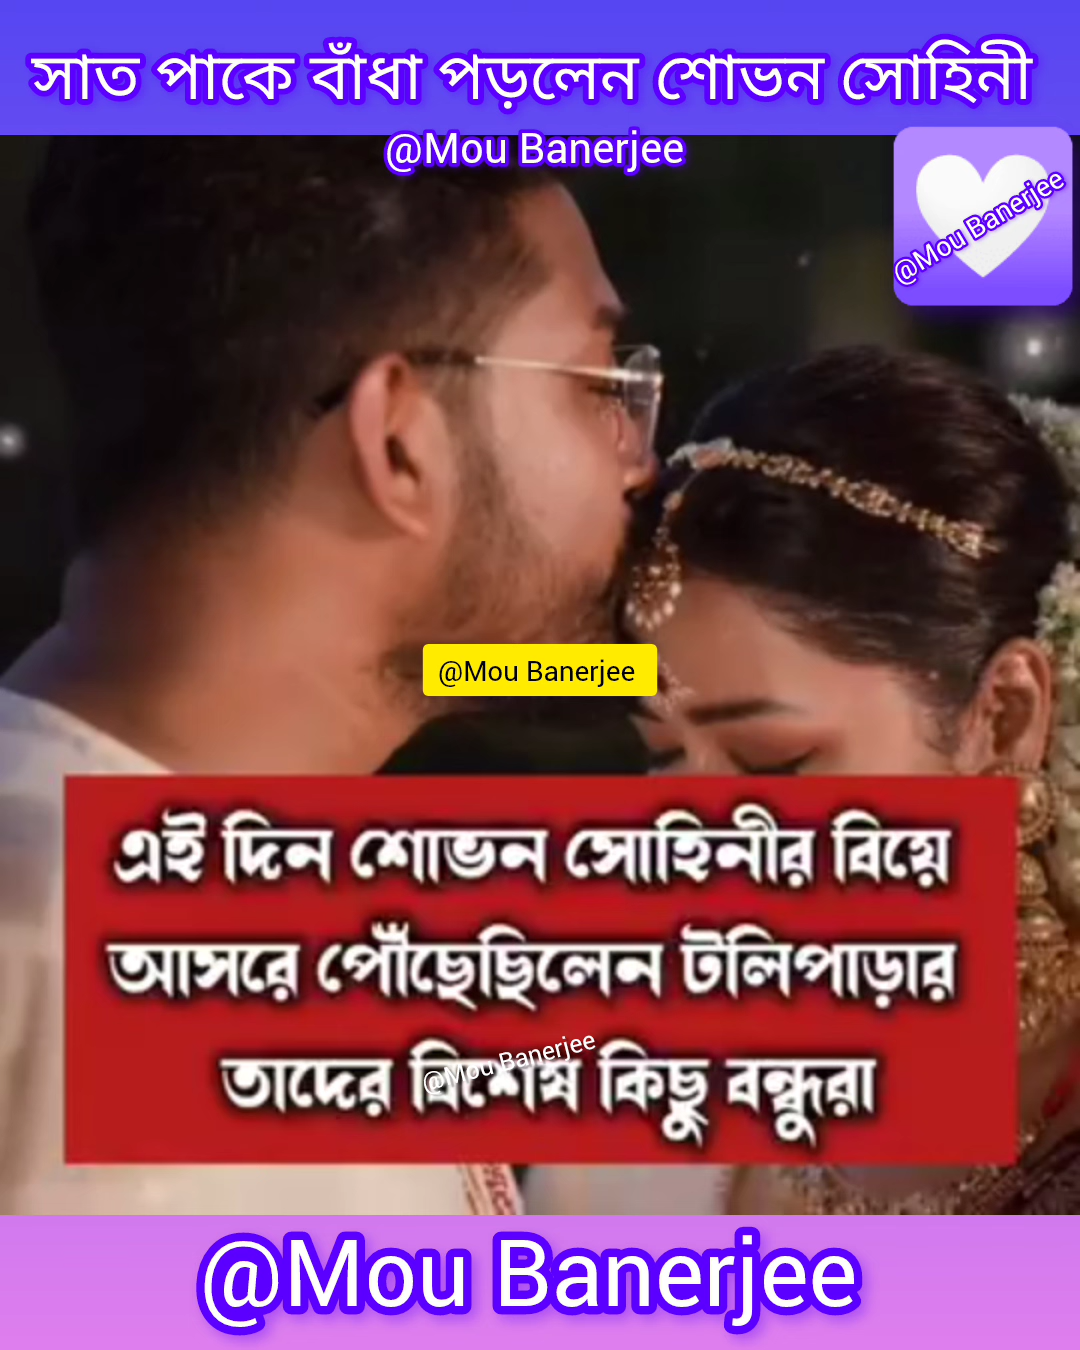 সাত পাকে বাঁধা পড়লেন শোভন সোহিনী
@Mou Banerjee
@Mou Banerjee
@Mou Banerjee
এই দিন শোভন সোহিনীর বিয়ে
আসরে পৌঁছেছিলেন টলিপাড়ার
@Mou Banerjee
তাদের বিশেষ কিছু বন্ধুরা
@Mou Banerjee